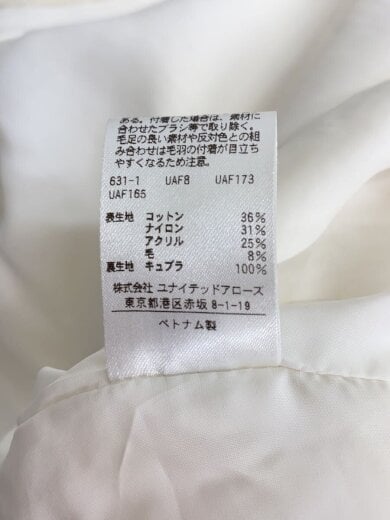 ある。付着した場合は、素材に
合わせたブラシ等で取り除く。
毛足の長い素材や反対色との組
み合わせは毛羽の付着が目立ち
やすくなるため注意。
631-1 UAF8 UAF173
UAF165
表生地 コットン 36%
ナイロン 31%
アクリル 25%
毛 8%
裏生地 キュプラ 100%
株式会社 ユナイテッドアローズ
東京都港区赤坂 8-1-19
ベトナム製